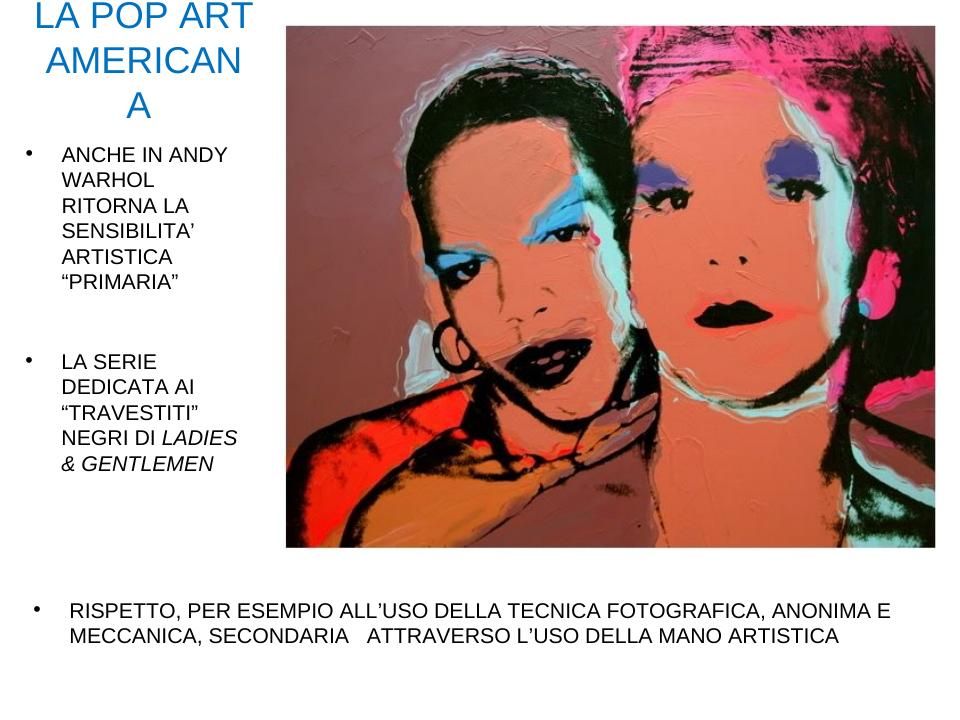 LA POP ART
AMERICAN
A
• ANCHE IN ANDY
WARHOL
RITORNA LA
SENSIBILITA’
ARTISTICA
“PRIMARIA”
• LA SERIE
DEDICATA AI
“TRAVESTITI”
NEGRI DI LADIES
& GENTLEMEN
• RISPETTO, PER ESEMPIO ALL’USO DELLA TECNICA FOTOGRAFICA, ANONIMA E
MECCANICA, SECONDARIA   ATTRAVERSO L’USO DELLA MANO ARTISTICA